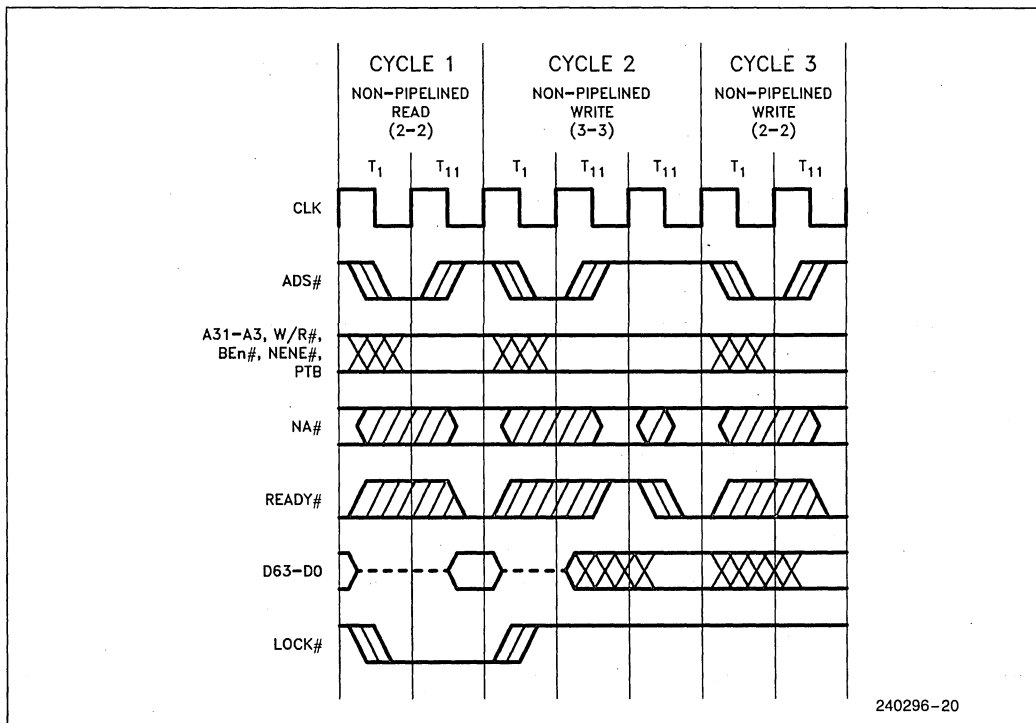 CYCLE 1
NON-PIPELINED
READ
(2-2)
CYCLE 2
NON-PIPELINED
WRITE
(3-3)
CYCLE 3
NON-PIPELINED
WRITE
(2-2)
T1 T11 T1 T11 T11 T1 T11
CLK
ADS#
A31-A3, W/R#,
BEn#, NENE#,
PTB
NA#
READY#
D63-D0
LOCK#
240296-20